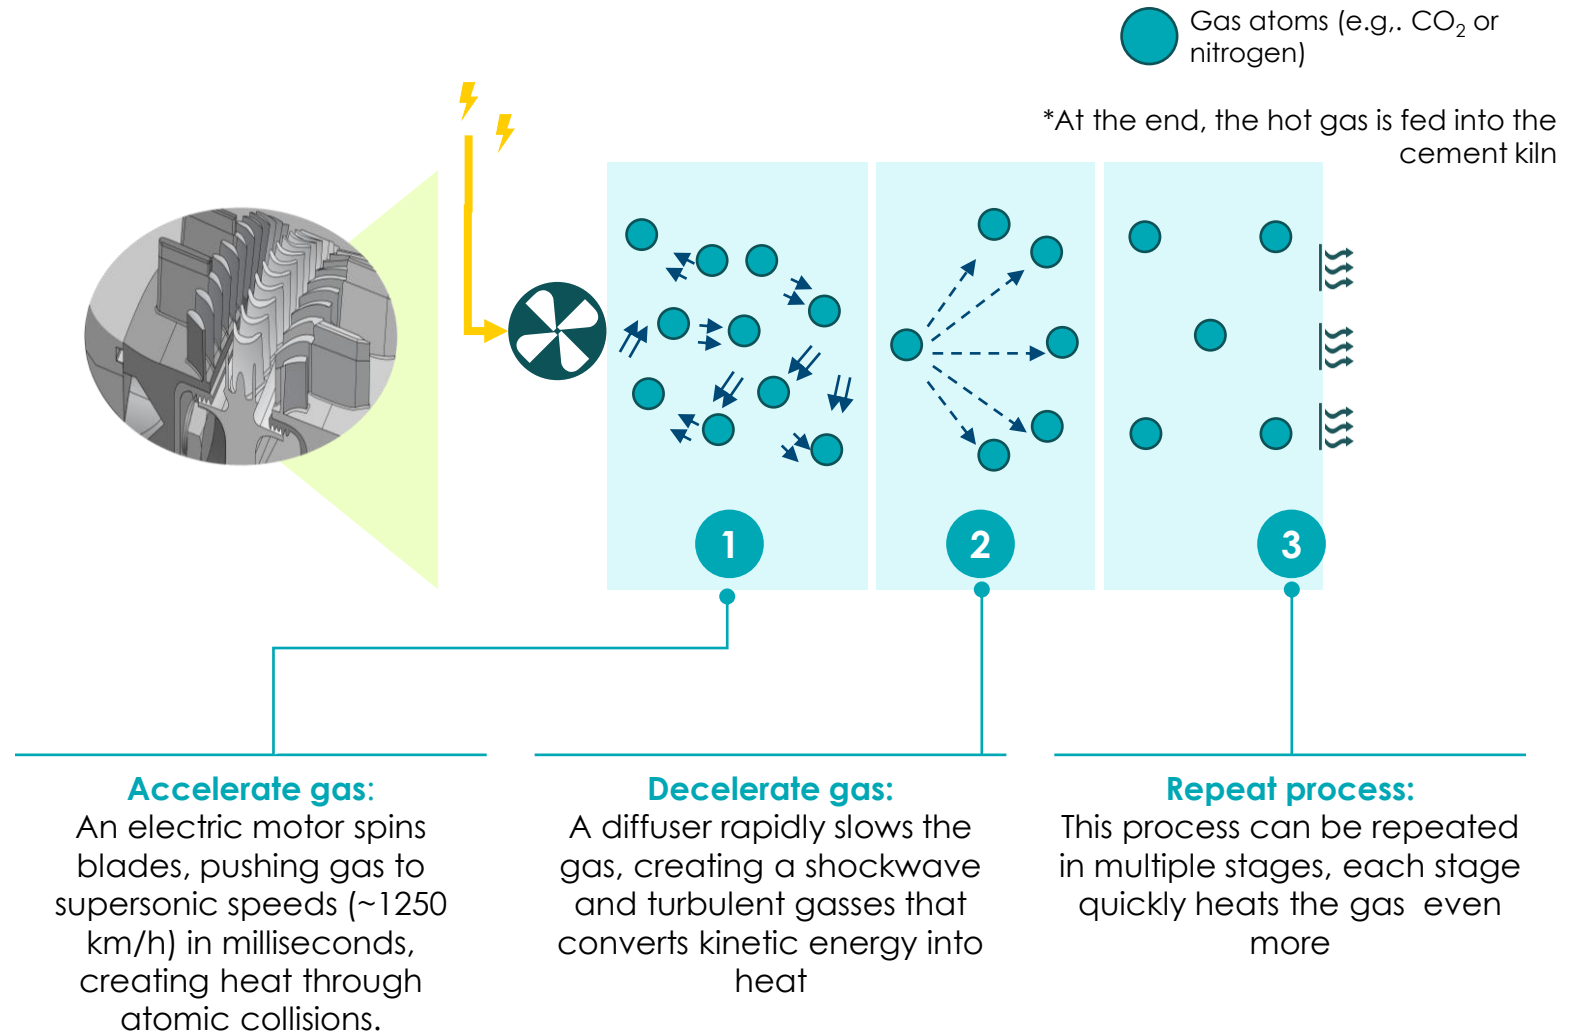 Gas atoms (e.g,. CO₂ or
nitrogen)
*At the end, the hot gas is fed into the
cement kiln
1
2
3
Accelerate gas:
An electric motor spins
blades, pushing gas to
supersonic speeds (~1250
km/h) in milliseconds,
creating heat through
atomic collisions.
Decelerate gas:
A diffuser rapidly slows the
gas, creating a shockwave
and turbulent gasses that
converts kinetic energy into
heat
Repeat process:
This process can be repeated
in multiple stages, each stage
quickly heats the gas  even
more